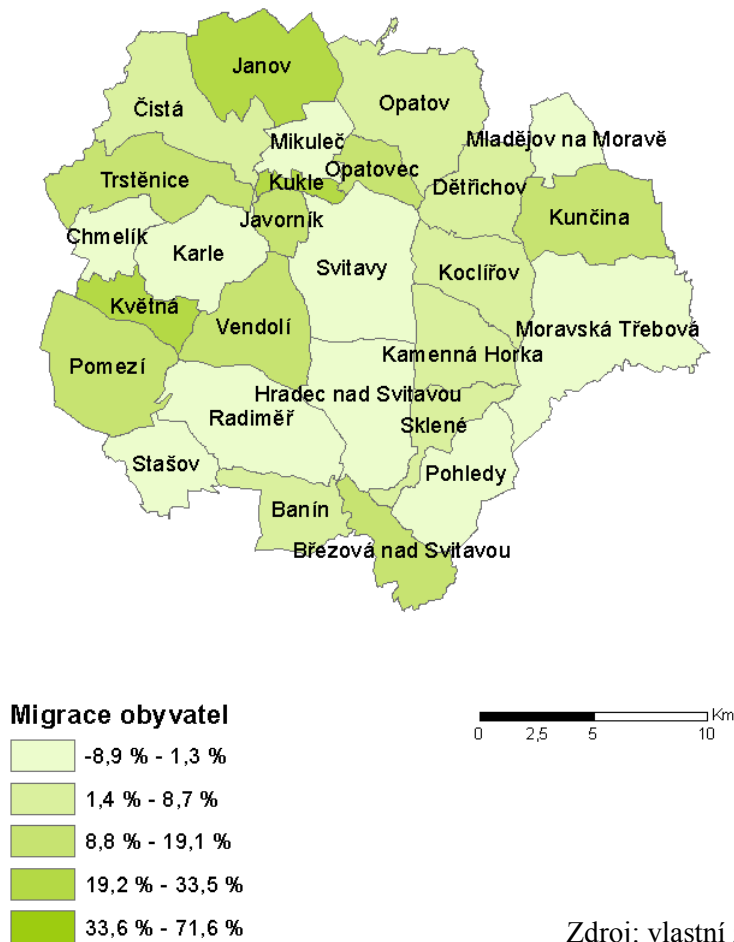 Janov
Opatov
Čistá
Mikuleč
Mladějov na Moravě
Opatovec
Trstěnice
Kukle
Dětřichov
Javorník
Kunčina
Chmelík
Karle
Svitavy
Koclířov
Květná
Vendolí
Moravská Třebová
Kamenná Horka
Pomezí
Hradec nad Svitavou
Radiměř
Sklené
Stašov
Pohledy
Banín
Březová nad Svitavou
Migrace obyvatel
-8,9 % - 1,3 %
1,4 % - 8,7 %
8,8 % - 19,1 %
19,2 % - 33,5 %
33,6 % - 71,6 %
Km
0 2,5 5 10
Zdroj: vlastní